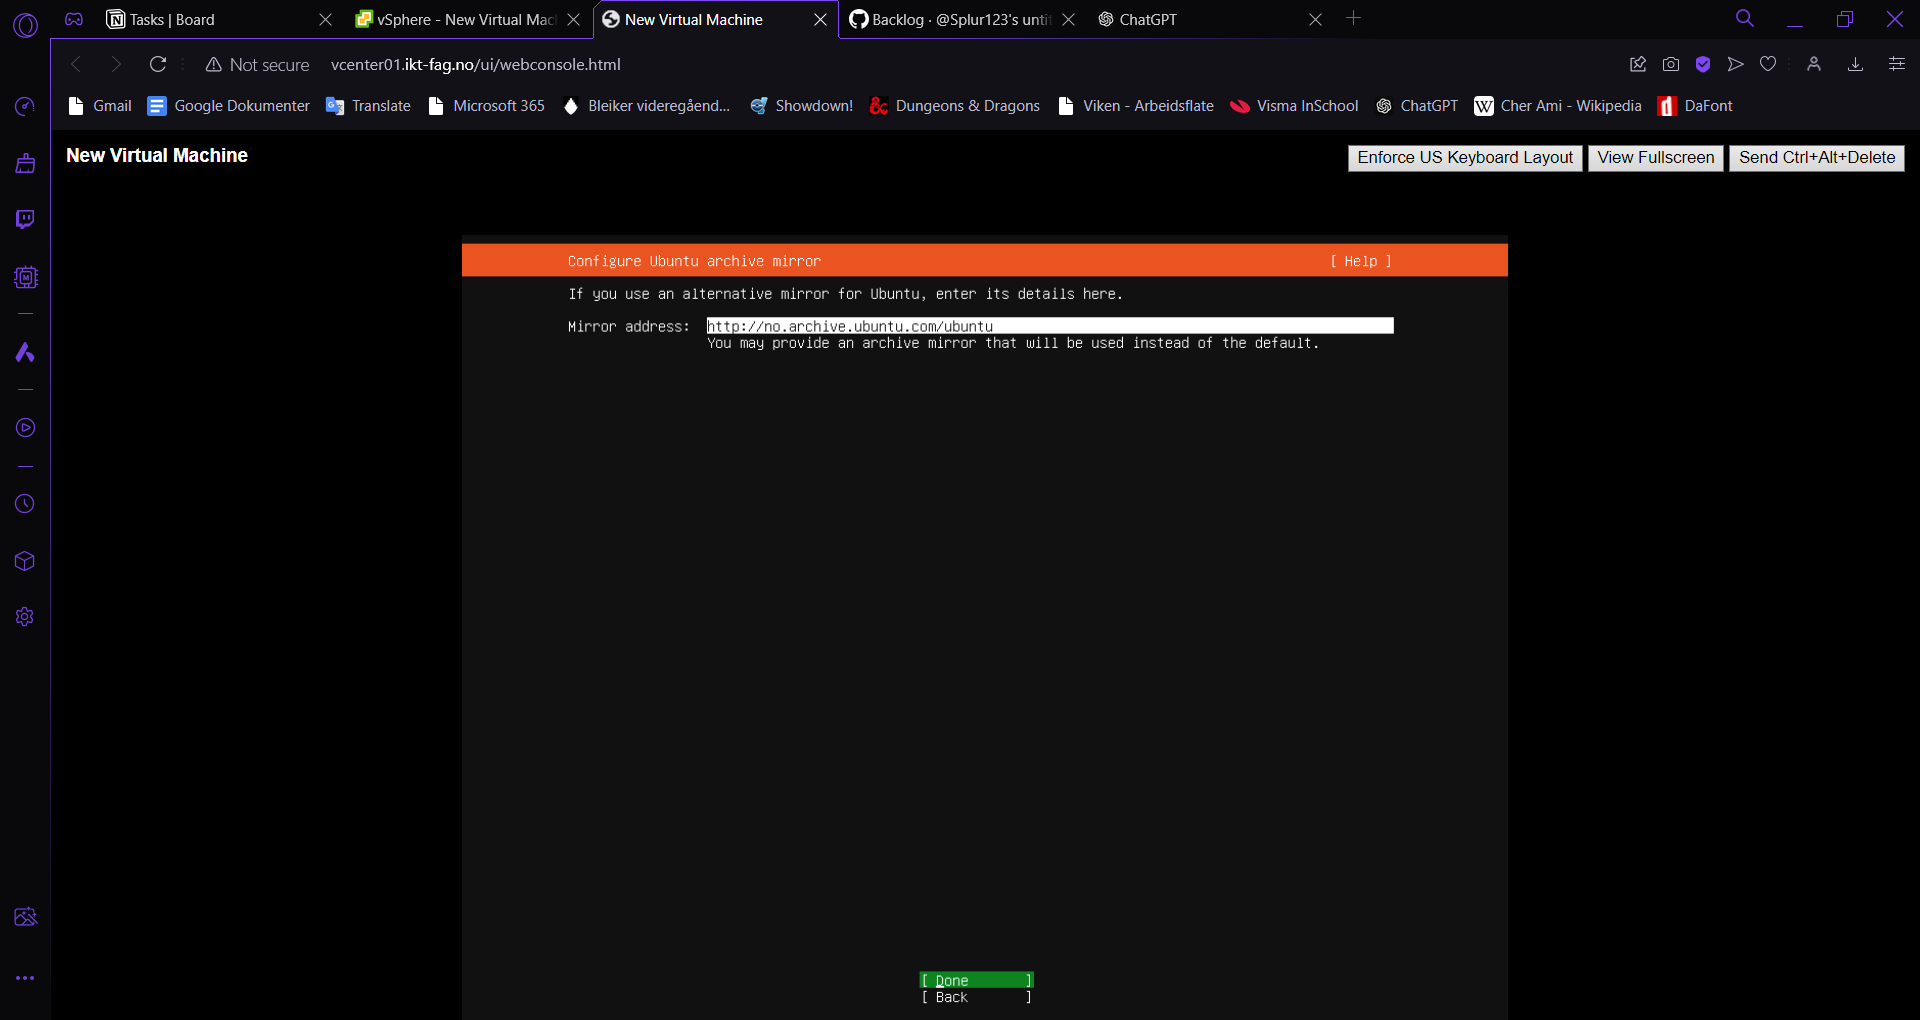 Tasks | Board
vSphere - New Virtual Mac
New Virtual Machine
Backlog · @Splur123's unti
ChatGPT
Not secure
vcenter01.ikt-fag.no/ui/webconsole.html
Gmail
Google Dokumenter
Translate
Microsoft 365
Bleiker videregåend...
Showdown!
Dungeons & Dragons
Viken - Arbeidsflate
Visma InSchool
ChatGPT
Cher Ami - Wikipedia
DaFont
New Virtual Machine
Enforce US Keyboard Layout
View Fullscreen
Send Ctrl+Alt+Delete
Configure Ubuntu archive mirror [ Help ]
If you use an alternative mirror for Ubuntu, enter its details here.
Mirror address: http://no.archive.ubuntu.com/ubuntu
You may provide an archive mirror that will be used instead of the default.
[ Done ]
[ Back ]